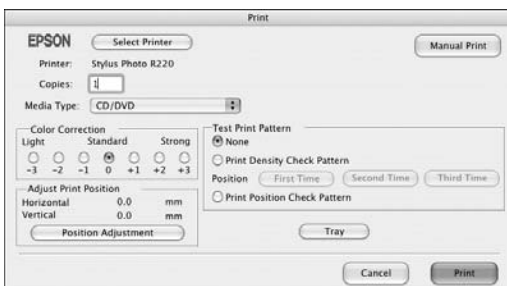 Print
EPSON
Select Printer
Manual Print
Printer: Stylus Photo R220
Copies: 1
Media Type: CD/DVD
Color Correction
Light Standard Strong
-3 -2 -1 0 +1 +2 +3
Adjust Print Position
Horizontal 0.0 mm
Vertical 0.0 mm
Position Adjustment
Test Print Pattern
None
Print Density Check Pattern
Position First Time Second Time Third Time
Print Position Check Pattern
Tray
Cancel Print